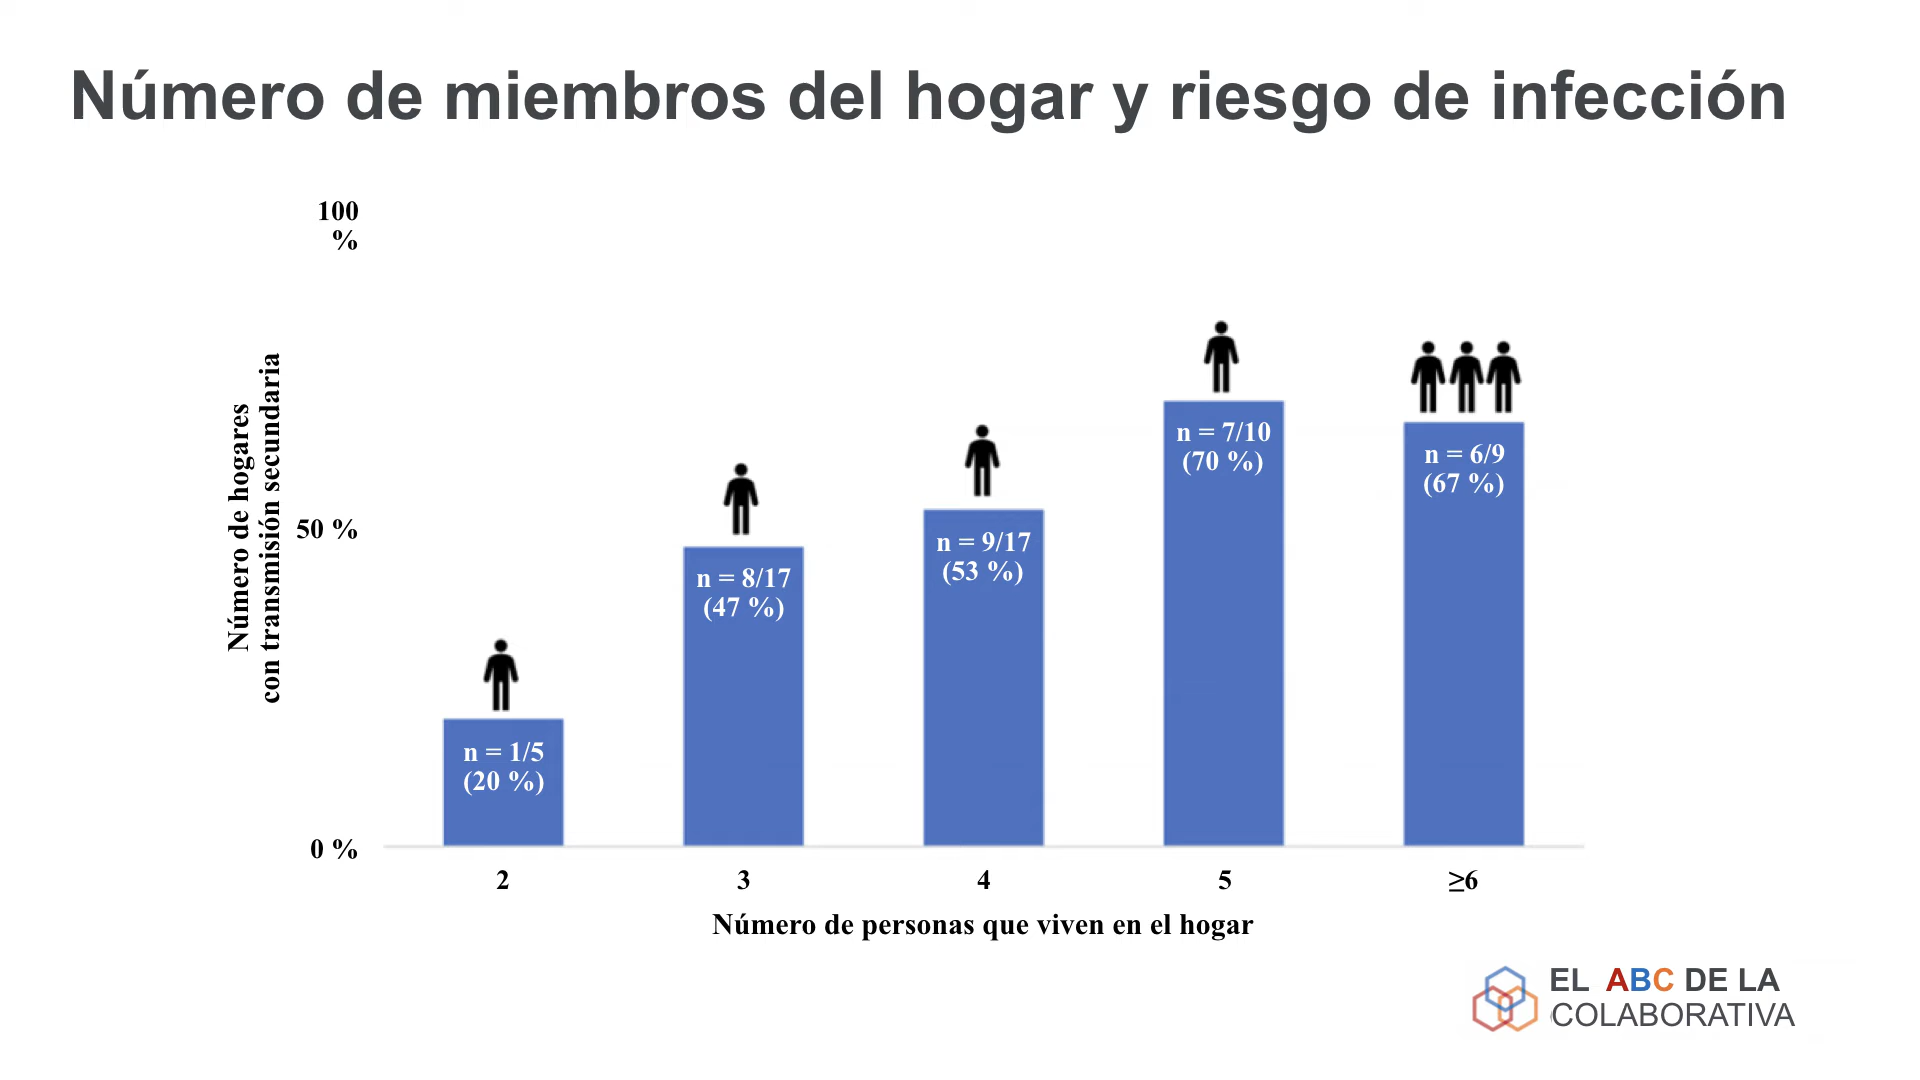 Número de miembros del hogar y riesgo de infección
100
%
50 %
0 %
Número de hogares
con transmisión secundaria
n = 1/5
(20 %)
n = 8/17
(47 %)
n = 9/17
(53 %)
n = 7/10
(70 %)
n = 6/9
(67 %)
2
3
4
5
≥6
Número de personas que viven en el hogar
EL ABC DE LA
COLABORATIVA